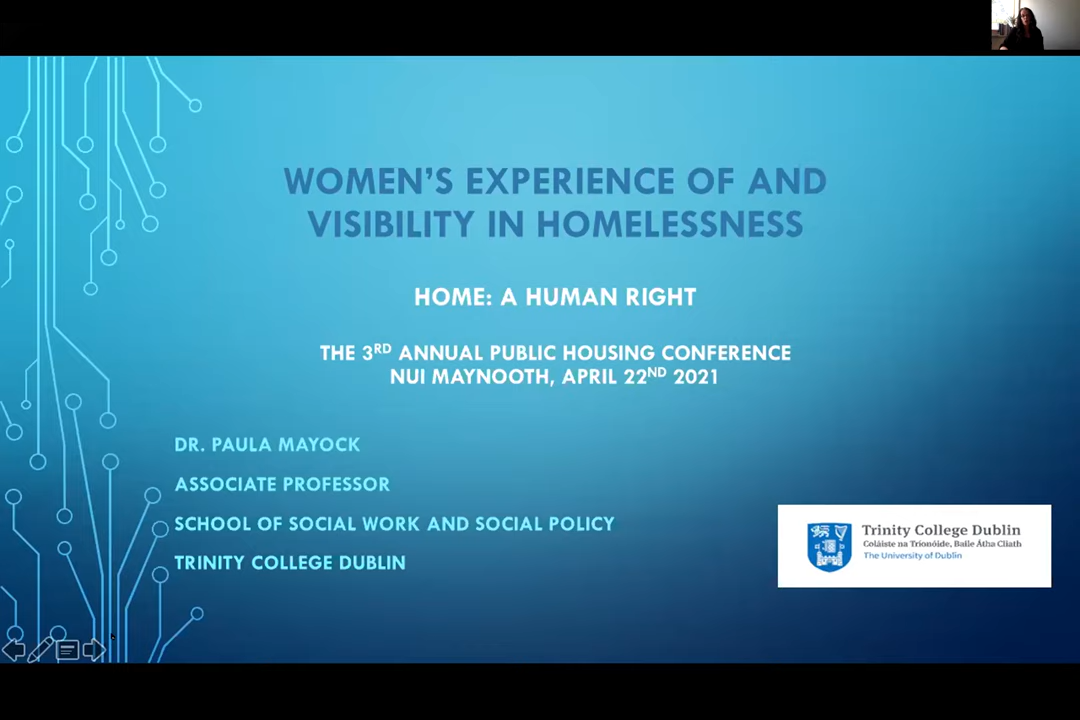 WOMEN'S EXPERIENCE OF AND
VISIBILITY IN HOMELESSNESS
HOME: A HUMAN RIGHT
THE 3RD ANNUAL PUBLIC HOUSING CONFERENCE
NUI MAYNOOTH, APRIL 22ND 2021
DR. PAULA MAYOCK
ASSOCIATE PROFESSOR
SCHOOL OF SOCIAL WORK AND SOCIAL POLICY
TRINITY COLLEGE DUBLIN
Trinity College Dublin
Coláiste na Tríonóide, Baile Átha Cliath
The University of Dublin